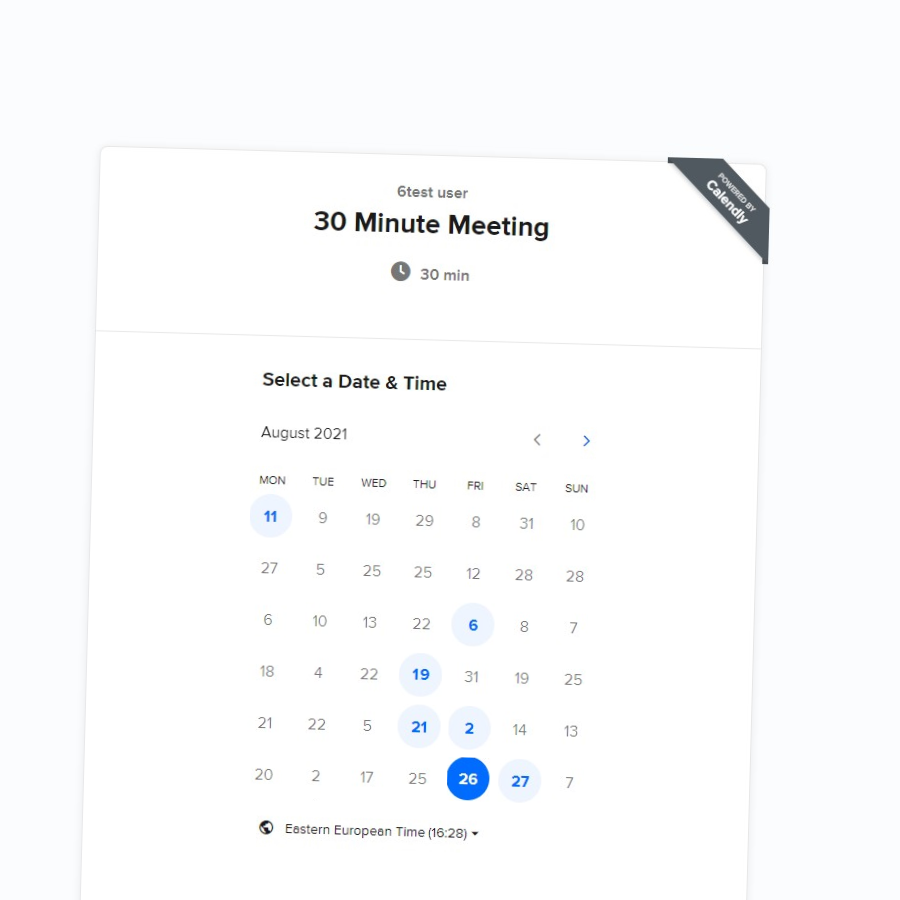 POWERED BY
Calendly
6test user
30 Minute Meeting
30 min
Select a Date & Time
August 2021
MON TUE WED THU FRI SAT SUN
11 9 19 29 8 31 10
27 5 25 25 12 28 28
6 10 13 22 6 8 7
18 4 22 19 31 19 25
21 22 5 21 2 14 13
20 2 17 25 26 27 7
Eastern European Time (16:28)